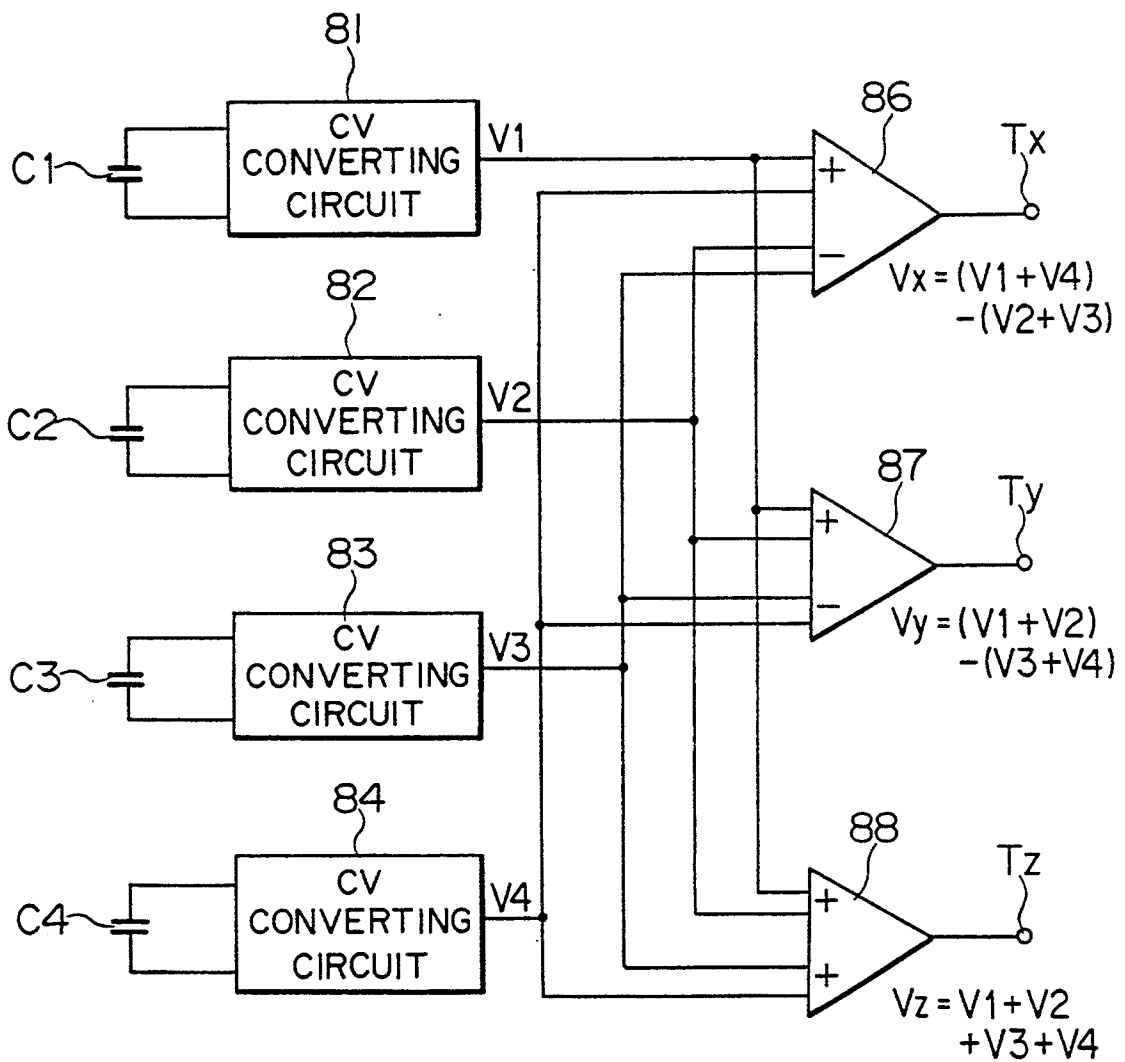 81
C1
CV
CONVERTING
CIRCUIT
V1
86
+
−
Tx
Vx=(V1+V4)
−(V2+V3)
82
C2
CV
CONVERTING
CIRCUIT
V2
87
+
−
Ty
Vy=(V1+V2)
−(V3+V4)
83
C3
CV
CONVERTING
CIRCUIT
V3
84
C4
CV
CONVERTING
CIRCUIT
V4
88
+
+
Tz
Vz=V1+V2
+V3+V4